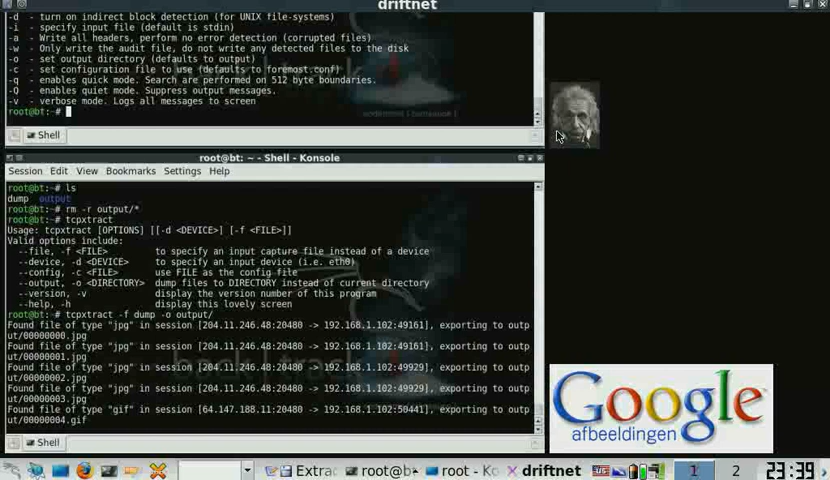 driftnet
-d - turn on indirect block detection (for UNIX file-systems)
-i - specify input file (default is stdin)
-a - Write all headers, perform no error detection (corrupted files)
-w - Only write the audit file, do not write any detected files to the disk
-o - set output directory (defaults to output)
-c - set configuration file to use (defaults to foremost.conf)
-q - enables quick mode. Search are performed on 512 byte boundaries.
-Q - enables quiet mode. Suppress output messages.
-v - verbose mode. Logs all messages to screen
root@bt:~#
Shell
root@bt: ~ - Shell - Konsole
Session Edit View Bookmarks Settings Help
root@bt:~# ls
dump output
root@bt:~# rm -r output/*
root@bt:~# tcpxtract
Usage: tcpxtract [OPTIONS] [[-d <DEVICE>] [-f <FILE>]]
Valid options include:
--file, -f <FILE> to specify an input capture file instead of a device
--device, -d <DEVICE> to specify an input device (i.e. eth0)
--config, -c <FILE> use FILE as the config file
--output, -o <DIRECTORY> dump files to DIRECTORY instead of current directory
--version, -v display the version number of this program
--help, -h display this lovely screen
root@bt:~# tcpxtract -f dump -o output/
Found file of type "jpg" in session [204.11.246.48:20480 -> 192.168.1.102:49161], exporting to outp
ut/00000000.jpg
Found file of type "jpg" in session [204.11.246.48:20480 -> 192.168.1.102:49161], exporting to outp
ut/00000001.jpg
Found file of type "jpg" in session [204.11.246.48:20480 -> 192.168.1.102:49929], exporting to outp
ut/00000002.jpg
Found file of type "jpg" in session [204.11.246.48:20480 -> 192.168.1.102:49929], exporting to outp
ut/00000003.jpg
Found file of type "gif" in session [64.147.188.11:20480 -> 192.168.1.102:50441], exporting to outp
ut/00000004.gif
back | track
Shell
Google
afbeeldingen
Extra root@b root - Ko driftnet 1 2 23:39